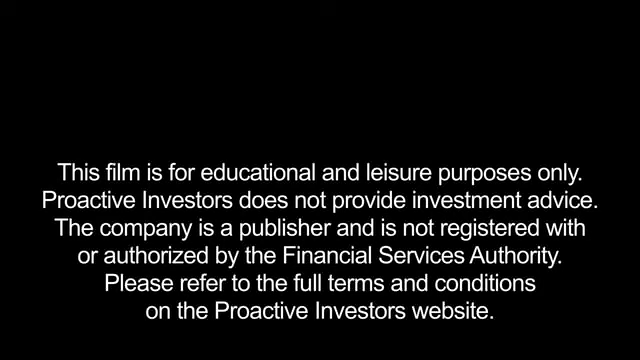 This film is for educational and leisure purposes only.
Proactive Investors does not provide investment advice.
The company is a publisher and is not registered with
or authorized by the Financial Services Authority.
Please refer to the full terms and conditions
on the Proactive Investors website.